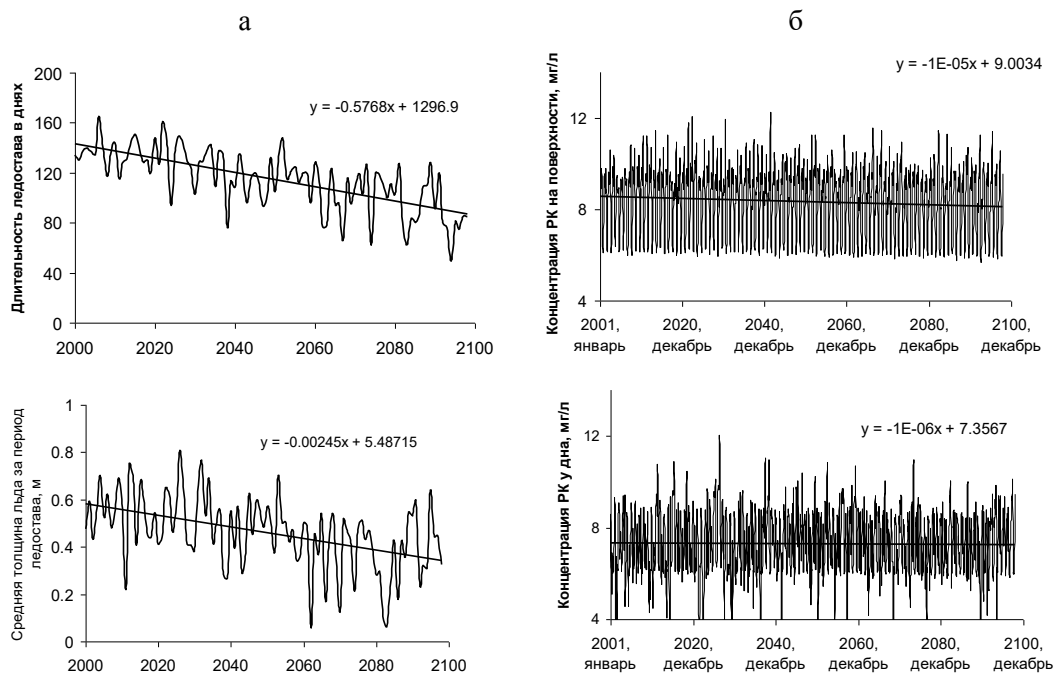 а
б
Длительность ледостава в днях
200
160
120
80
40
0
y = -0.5768x + 1296.9
2000 2020 2040 2060 2080 2100
Концентрация РК на поверхности, мг/л
12
8
4
y = -1E-05x + 9.0034
2001, 2020, 2040, 2060, 2080, 2100,
январь декабрь декабрь декабрь декабрь декабрь
Средняя толщина льда за период
ледостава, м
1
0.8
0.6
0.4
0.2
0
y = -0.00245x + 5.48715
2000 2020 2040 2060 2080 2100
Концентрация РК у дна, мг/л
12
8
4
y = -1E-06x + 7.3567
2001, 2020, 2040, 2060, 2080, 2100,
январь декабрь декабрь декабрь декабрь декабрь